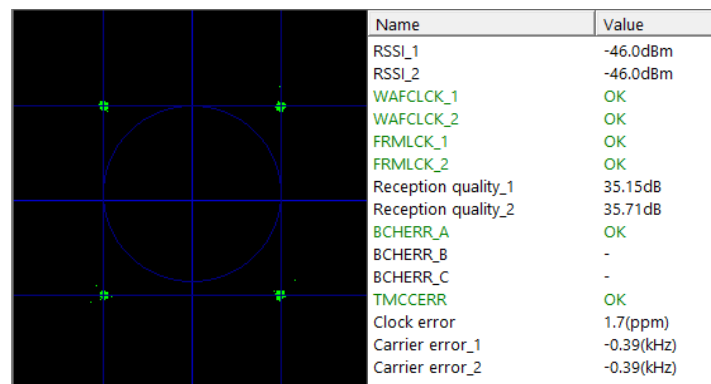 Name Value
RSSI_1 -46.0dBm
RSSI_2 -46.0dBm
WAFCLCK_1 OK
WAFCLCK_2 OK
FRMLCK_1 OK
FRMLCK_2 OK
Reception quality_1 35.15dB
Reception quality_2 35.71dB
BCHERR_A OK
BCHERR_B -
BCHERR_C -
TMCCERR OK
Clock error 1.7(ppm)
Carrier error_1 -0.39(kHz)
Carrier error_2 -0.39(kHz)